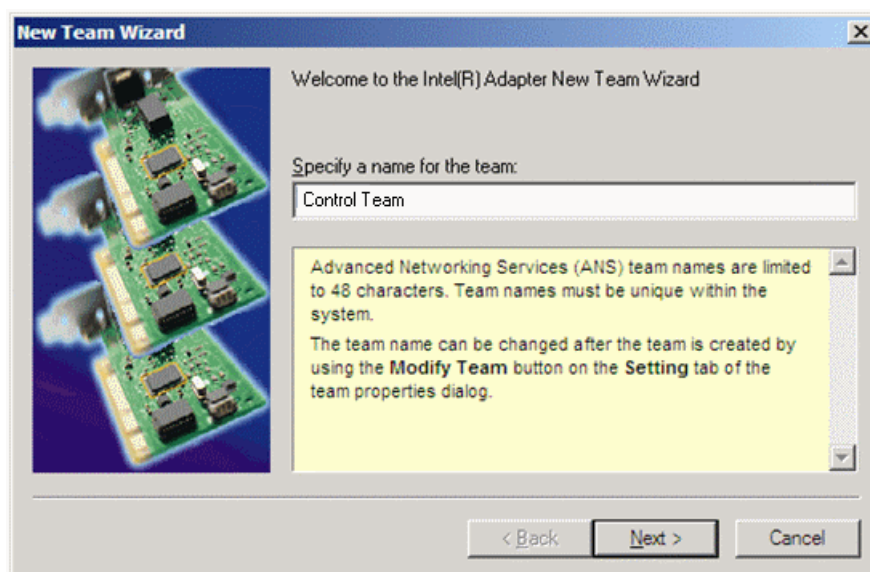 New Team Wizard
Welcome to the Intel(R) Adapter New Team Wizard
Specify a name for the team:
Control Team
Advanced Networking Services (ANS) team names are limited
to 48 characters. Team names must be unique within the
system.
The team name can be changed after the team is created by
using the Modify Team button on the Setting tab of the
team properties dialog.
< Back
Next >
Cancel